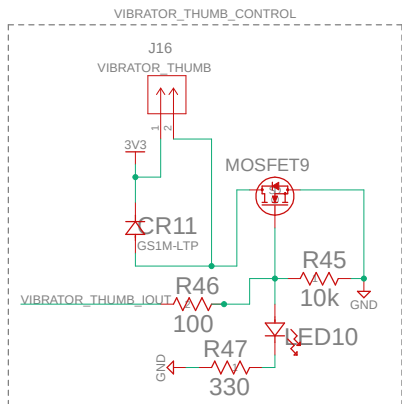 VIBRATOR_THUMB_CONTROL
J16
VIBRATOR_THUMB
1 2
3V3
MOSFET9
CR11
GS1M-LTP
R46
R45
VIBRATOR_THUMB_IOUT
100
10k
GND
LED10
R47
GND
330